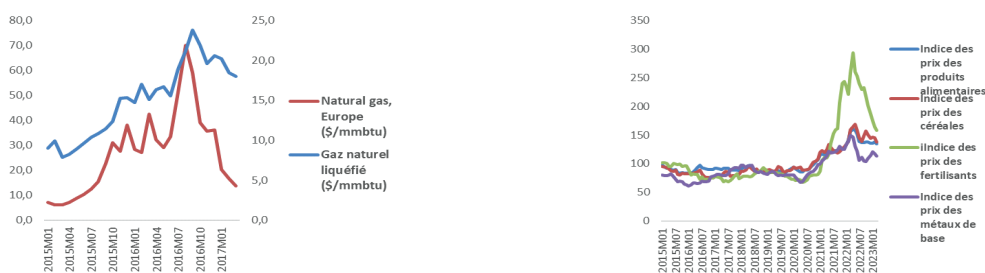 80,0
70,0
60,0
50,0
40,0
30,0
20,0
10,0
0,0
25,0
20,0
15,0
10,0
5,0
0,0
2015M01
2015M04
2015M07
2015M10
2016M01
2016M04
2016M07
2016M10
2017M01
Natural gas,
Europe
($/mmbtu)
Gaz naturel
liquéfié
($/mmbtu)
350
300
250
200
150
100
50
0
2015M01
2015M07
2016M01
2016M07
2017M01
2017M07
2018M01
2018M07
2019M01
2019M07
2020M01
2020M07
2021M01
2021M07
2022M01
2022M07
2023M01
Indice des
prix des
produits
alimentaires
Indice des
prix des
céréales
iIndice des
prix des
fertilisants
Indice des
prix des
métaux de
base